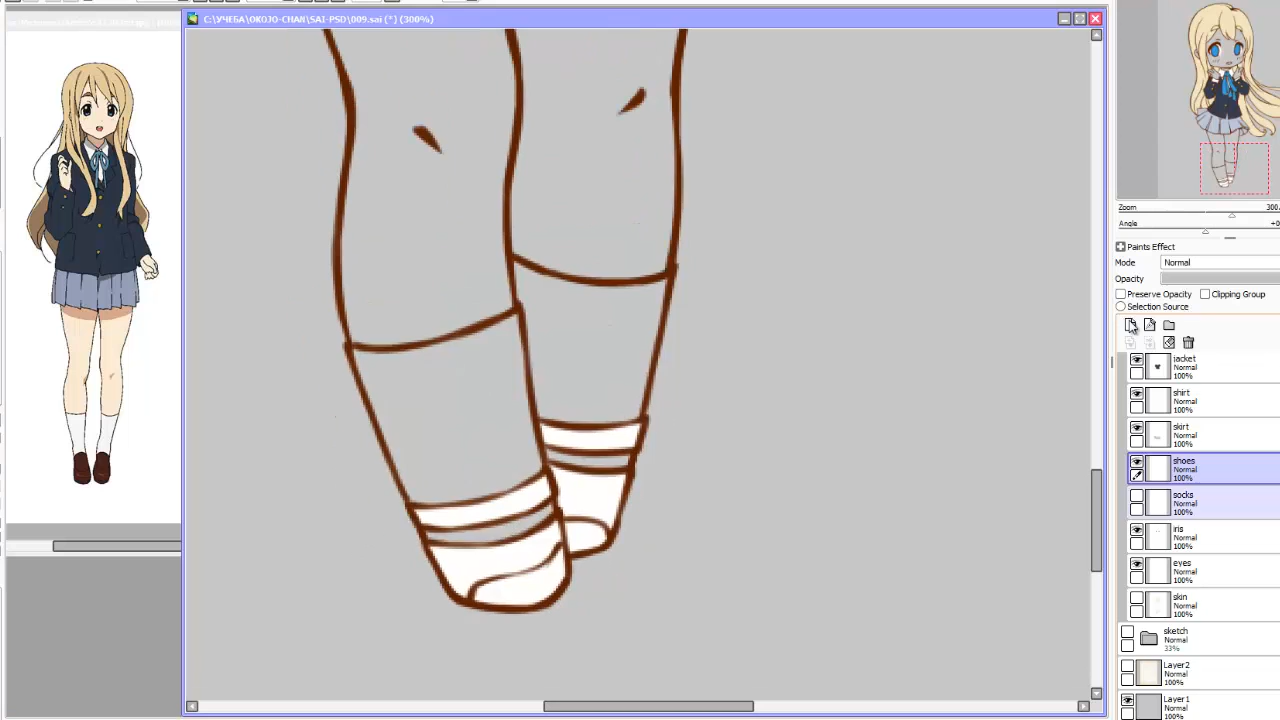 C:\УЧЕБА\OKOJO-CHAN\SAI-PSD\009.sai (*) (300%)
Zoom 300.
Angle +0
Paints Effect
Mode Normal
Opacity
Preserve Opacity Clipping Group
Selection Source
jacket
Normal
100%
shirt
Normal
100%
skirt
Normal
100%
shoes
Normal
100%
socks
Normal
100%
iris
Normal
100%
eyes
Normal
100%
skin
Normal
100%
sketch
Normal
33%
Layer2
Normal
100%
Layer1
Normal
100%